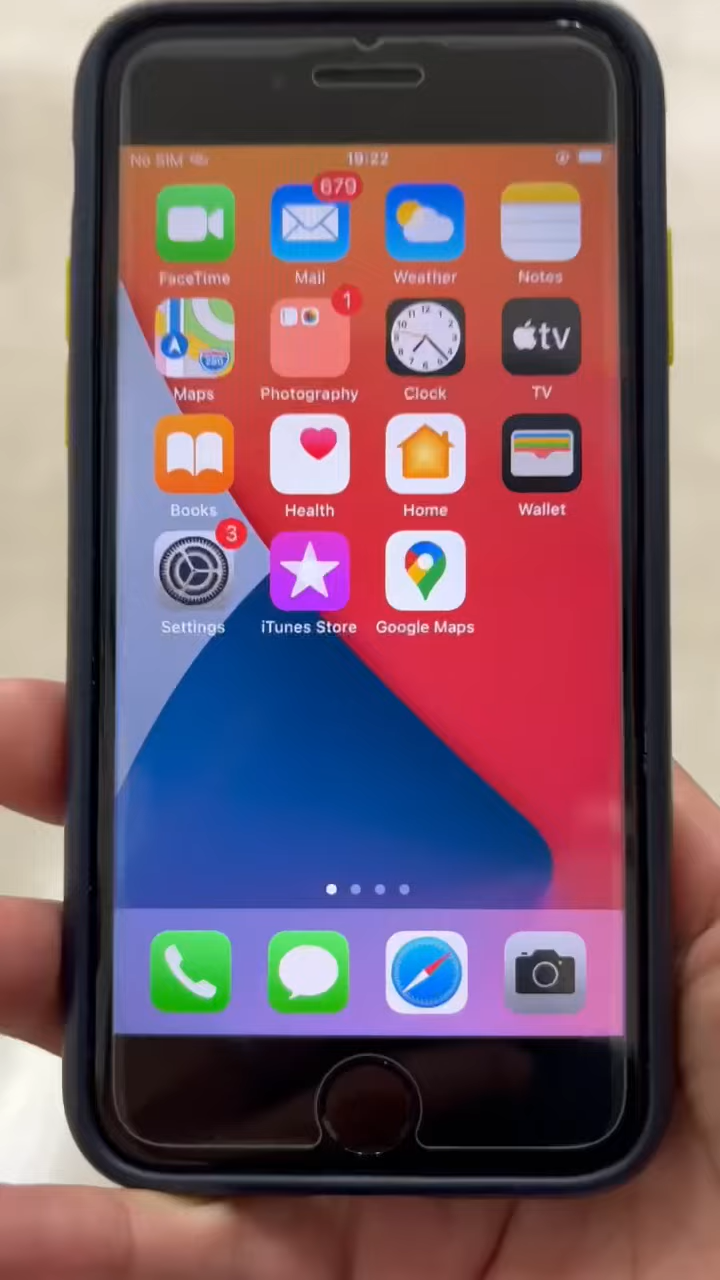 No SIM 19:22
679
FaceTime Mail Weather Notes
1
tv
Maps Photography Clock TV
Books Health Home Wallet
3
Settings iTunes Store Google Maps